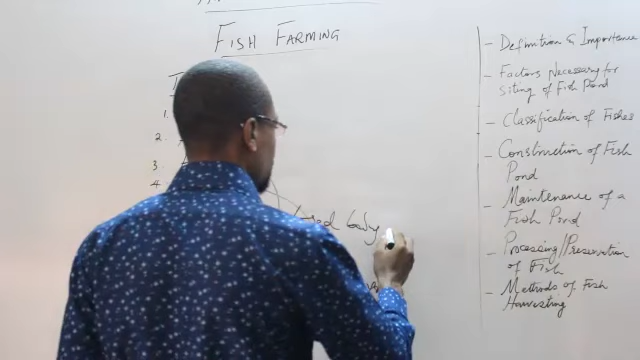 FISH FARMING
1.
2.
3
4
body
- Definition & Importance
- Factors Necessary for
siting of Fish Pond
- Classification of Fishes
- Construction of Fish
Pond
- Maintenance of a
Fish Pond
- Processing/Preservation
of Fish
- Methods of Fish
Harvesting